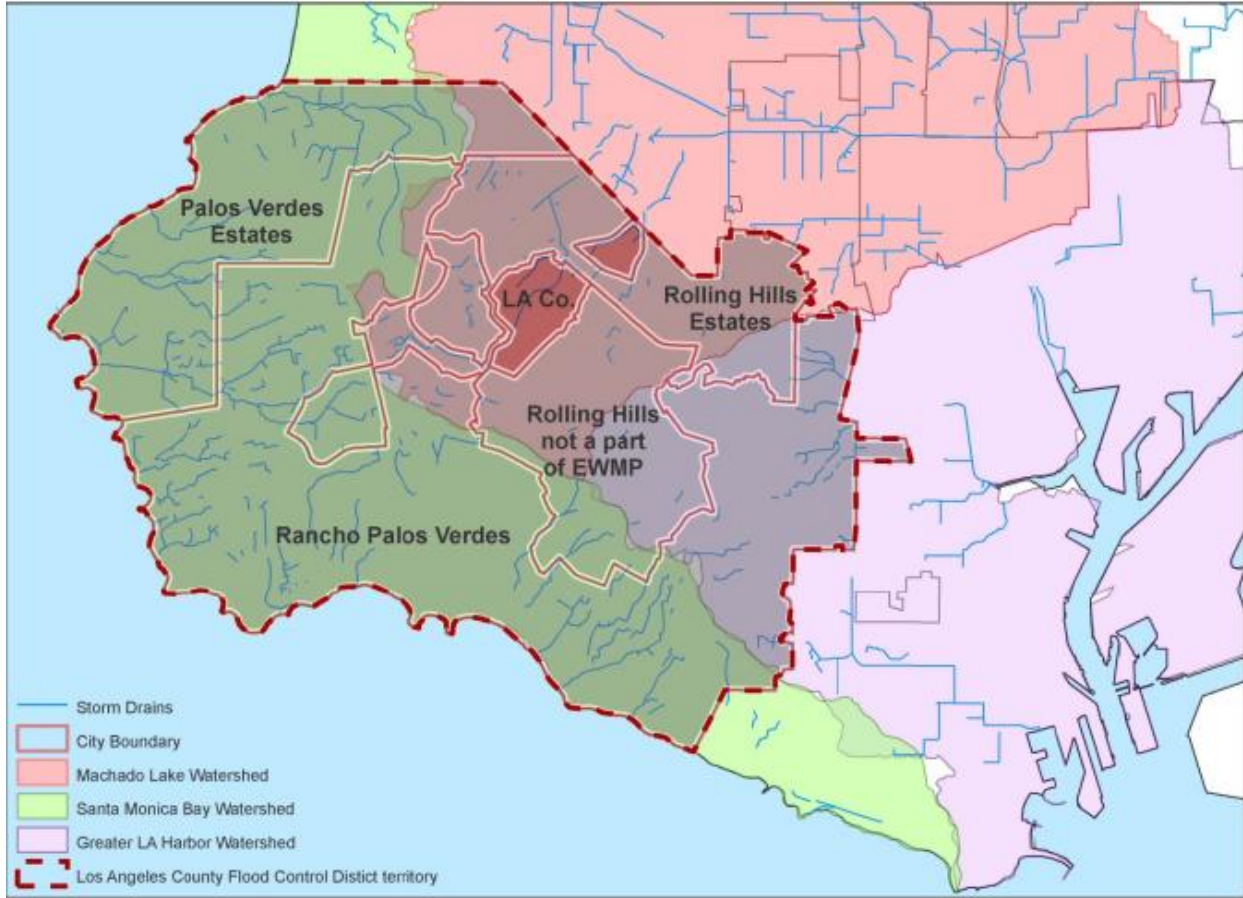 Palos Verdes
Estates
LA Co.
Rolling Hills
Estates
Rolling Hills
not a part
of EWMP
Rancho Palos Verdes
Storm Drains
City Boundary
Machado Lake Watershed
Santa Monica Bay Watershed
Greater LA Harbor Watershed
Los Angeles County Flood Control Distict territory